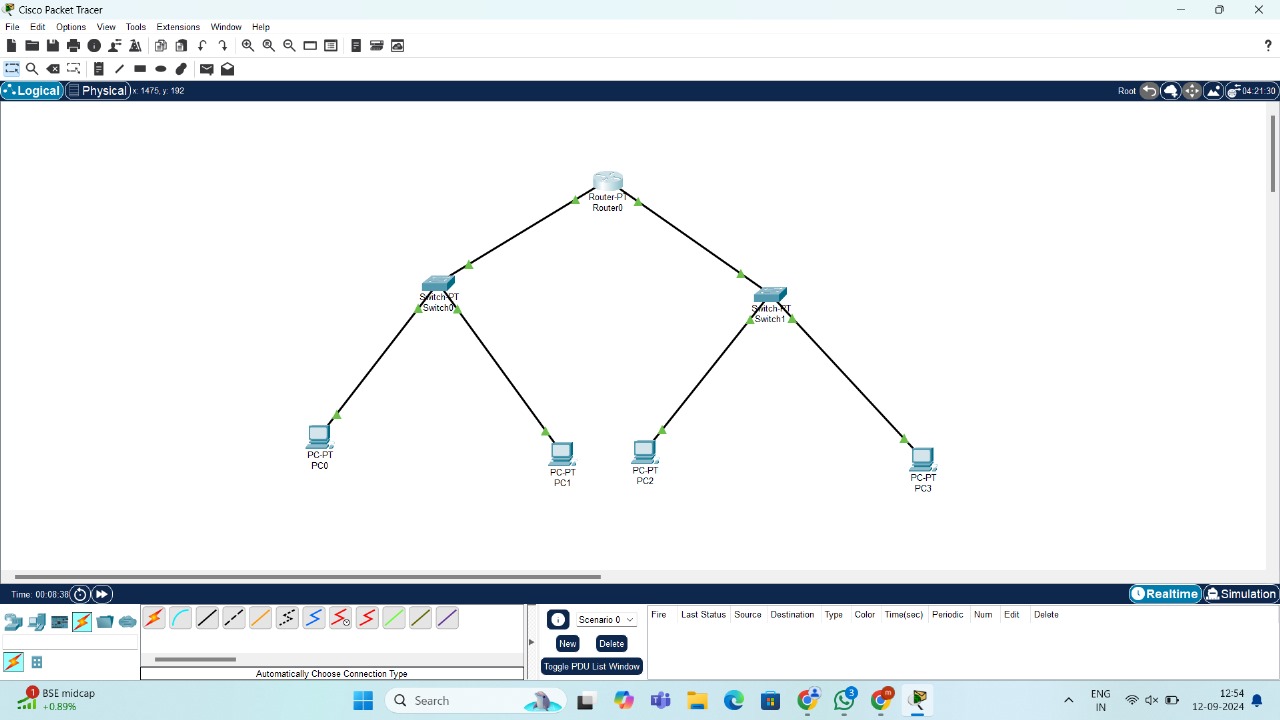 Cisco Packet Tracer
File Edit Options View Tools Extensions Window Help
?
Logical Physical x: 1475, y: 192 Root 04:21:30
Router-PT
Router0
Switch-PT
Switch0
Switch-PT
Switch1
PC-PT
PC0
PC-PT
PC1
PC-PT
PC2
PC-PT
PC3
Time: 00:08:38 Realtime Simulation
Scenario 0 Fire Last Status Source Destination Type Color Time(sec) Periodic Num Edit Delete
New Delete
Toggle PDU List Window
Automatically Choose Connection Type
1 BSE midcap
+0.89%
Search
3
m
ENG
IN
12:54
12-09-2024